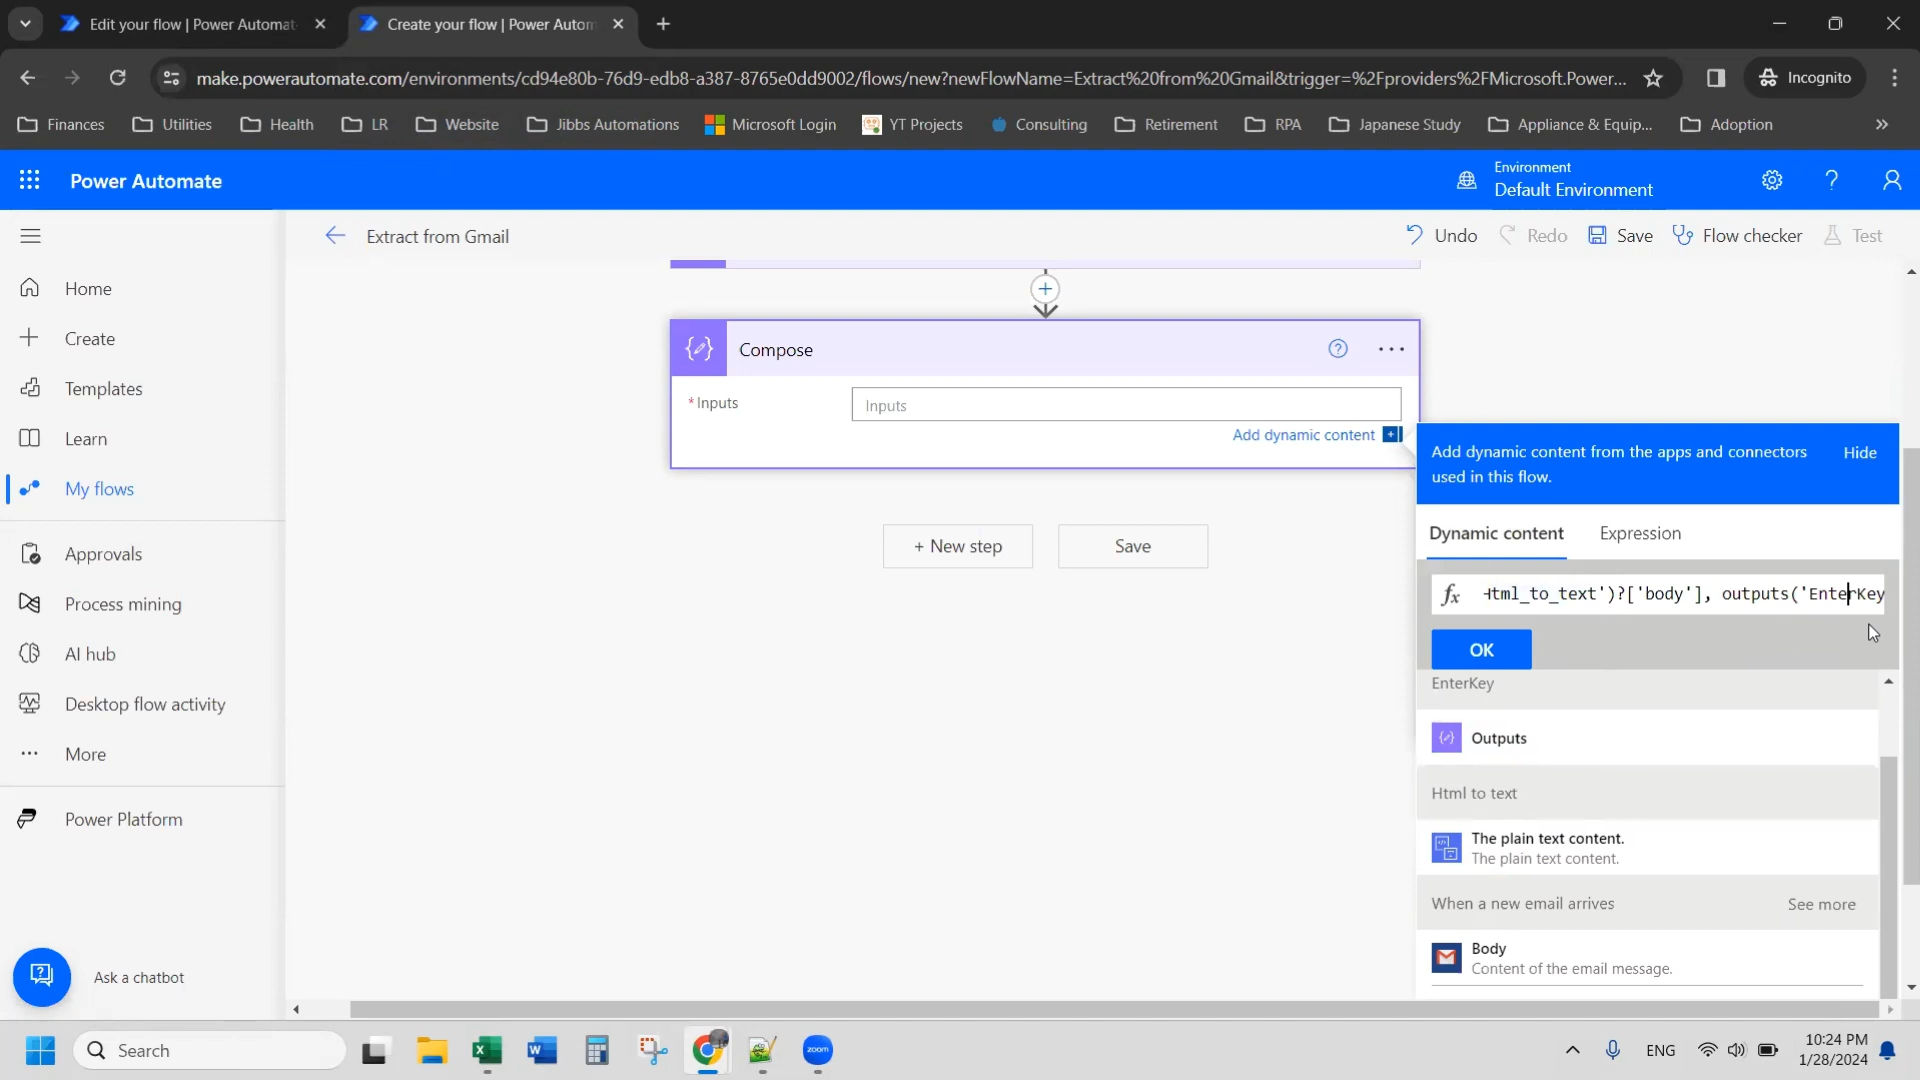 Edit your flow | Power Automat
Create your flow | Power Autom
make.powerautomate.com/environments/cd94e80b-76d9-edb8-a387-8765e0dd9002/flows/new?newFlowName=Extract%20from%20Gmail&trigger=%2Fproviders%2FMicrosoft.Power...
Incognito
Finances
Utilities
Health
LR
Website
Jibbs Automations
Microsoft Login
YT Projects
Consulting
Retirement
RPA
Japanese Study
Appliance & Equip...
Adoption
»
Power Automate
Environment
Default Environment
Extract from Gmail
Undo
Redo
Save
Flow checker
Test
Home
Create
Templates
Learn
My flows
Approvals
Process mining
AI hub
Desktop flow activity
More
Power Platform
Ask a chatbot
Compose
* Inputs
Inputs
Add dynamic content
+ New step
Save
Add dynamic content from the apps and connectors
used in this flow.
Hide
Dynamic content
Expression
fx
Html_to_text')?['body'], outputs('EnterKey
OK
EnterKey
Outputs
Html to text
The plain text content.
The plain text content.
When a new email arrives
See more
Body
Content of the email message.
Search
zoom
ENG
10:24 PM
1/28/2024